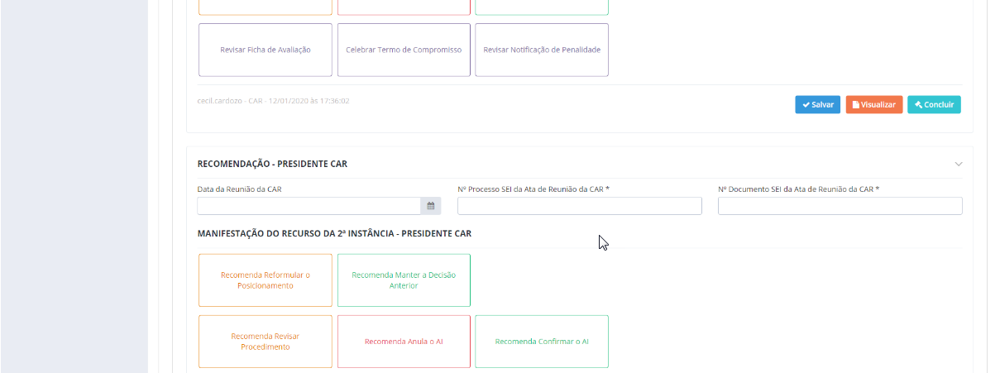 Revisar Ficha de Avaliação
Celebrar Termo de Compromisso
Revisar Notificação de Penalidade
cecil.cardozo - CAR - 12/01/2020 às 17:36:02
Salvar
Visualizar
Concluir
RECOMENDAÇÃO - PRESIDENTE CAR
Data da Reunião da CAR
Nº Processo SEI da Ata de Reunião da CAR *
Nº Documento SEI da Ata de Reunião da CAR *
MANIFESTAÇÃO DO RECURSO DA 2ª INSTÂNCIA - PRESIDENTE CAR
Recomenda Reformular o
Posicionamento
Recomenda Manter a Decisão
Anterior
Recomenda Revisar
Procedimento
Recomenda Anula o AI
Recomenda Confirmar o AI